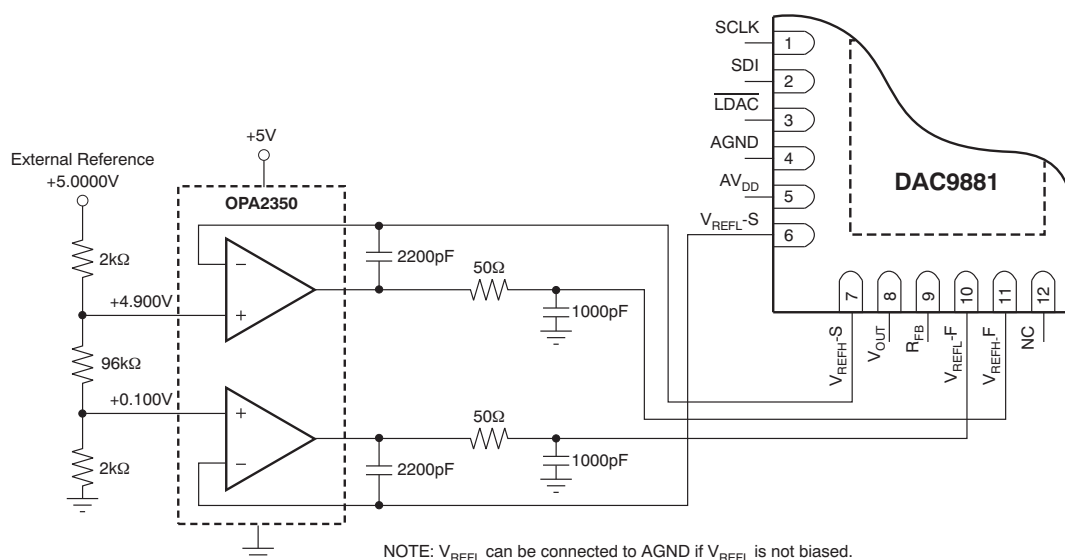 SCLK
1
SDI
2
LDAC
3
AGND
4
AVDD
5
VREFL-S
6
DAC9881
7
8
9
10
11
12
VREFH-S
VOUT
RFB
VREFL-F
VREFH-F
NC
+5V
External Reference
+5.0000V
OPA2350
2kΩ
−
+
+4.900V
96kΩ
+0.100V
+
−
2kΩ
2200pF
50Ω
1000pF
50Ω
2200pF
1000pF
NOTE: VREFL can be connected to AGND if VREFL is not biased.